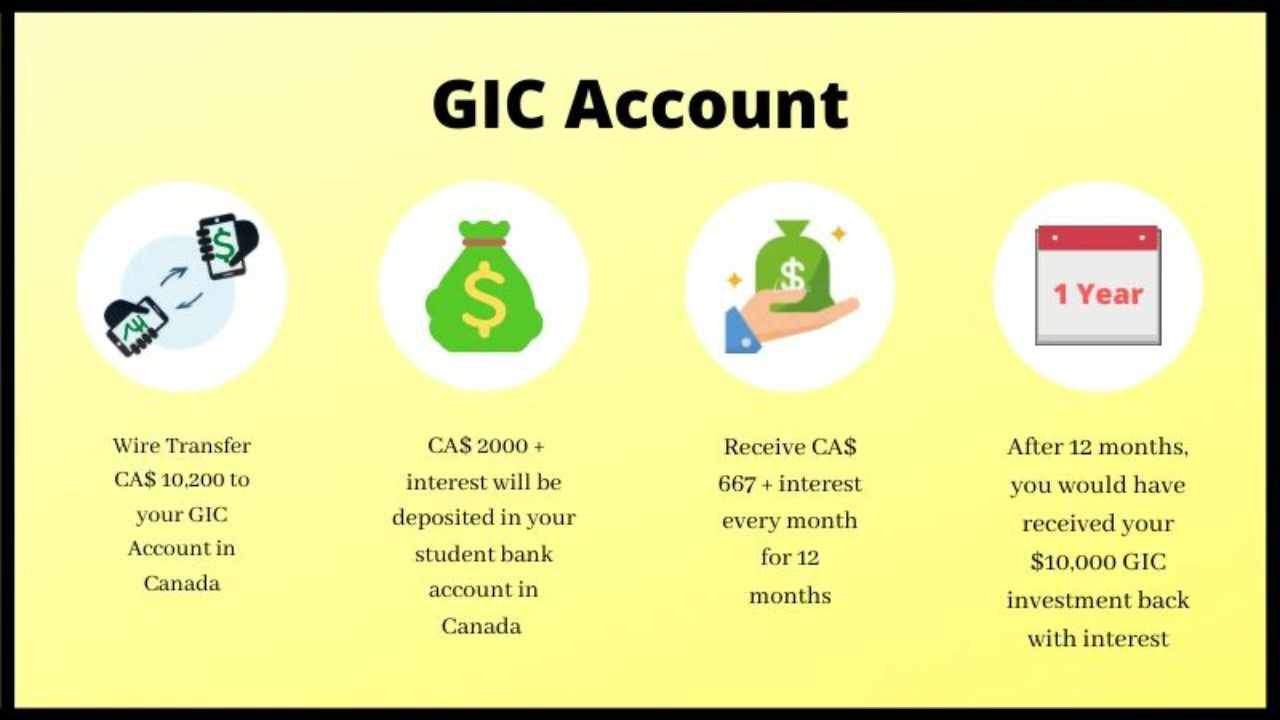 GIC Account
1 Year
Wire Transfer
CA$ 10,200 to
your GIC
Account in
Canada
CA$ 2000 +
interest will be
deposited in your
student bank
account in
Canada
Receive CA$
667 + interest
every month
for 12
months
After 12 months,
you would have
received your
$10,000 GIC
investment back
with interest